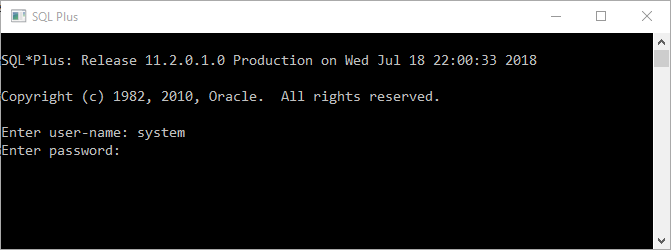 SQL Plus
SQL*Plus: Release 11.2.0.1.0 Production on Wed Jul 18 22:00:33 2018
Copyright (c) 1982, 2010, Oracle.  All rights reserved.
Enter user-name: system
Enter password: